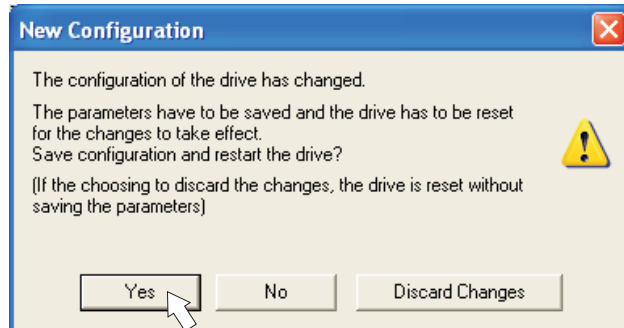 New Configuration
The configuration of the drive has changed.
The parameters have to be saved and the drive has to be reset
for the changes to take effect.
Save configuration and restart the drive?
(If the choosing to discard the changes, the drive is reset without
saving the parameters)
Yes No Discard Changes